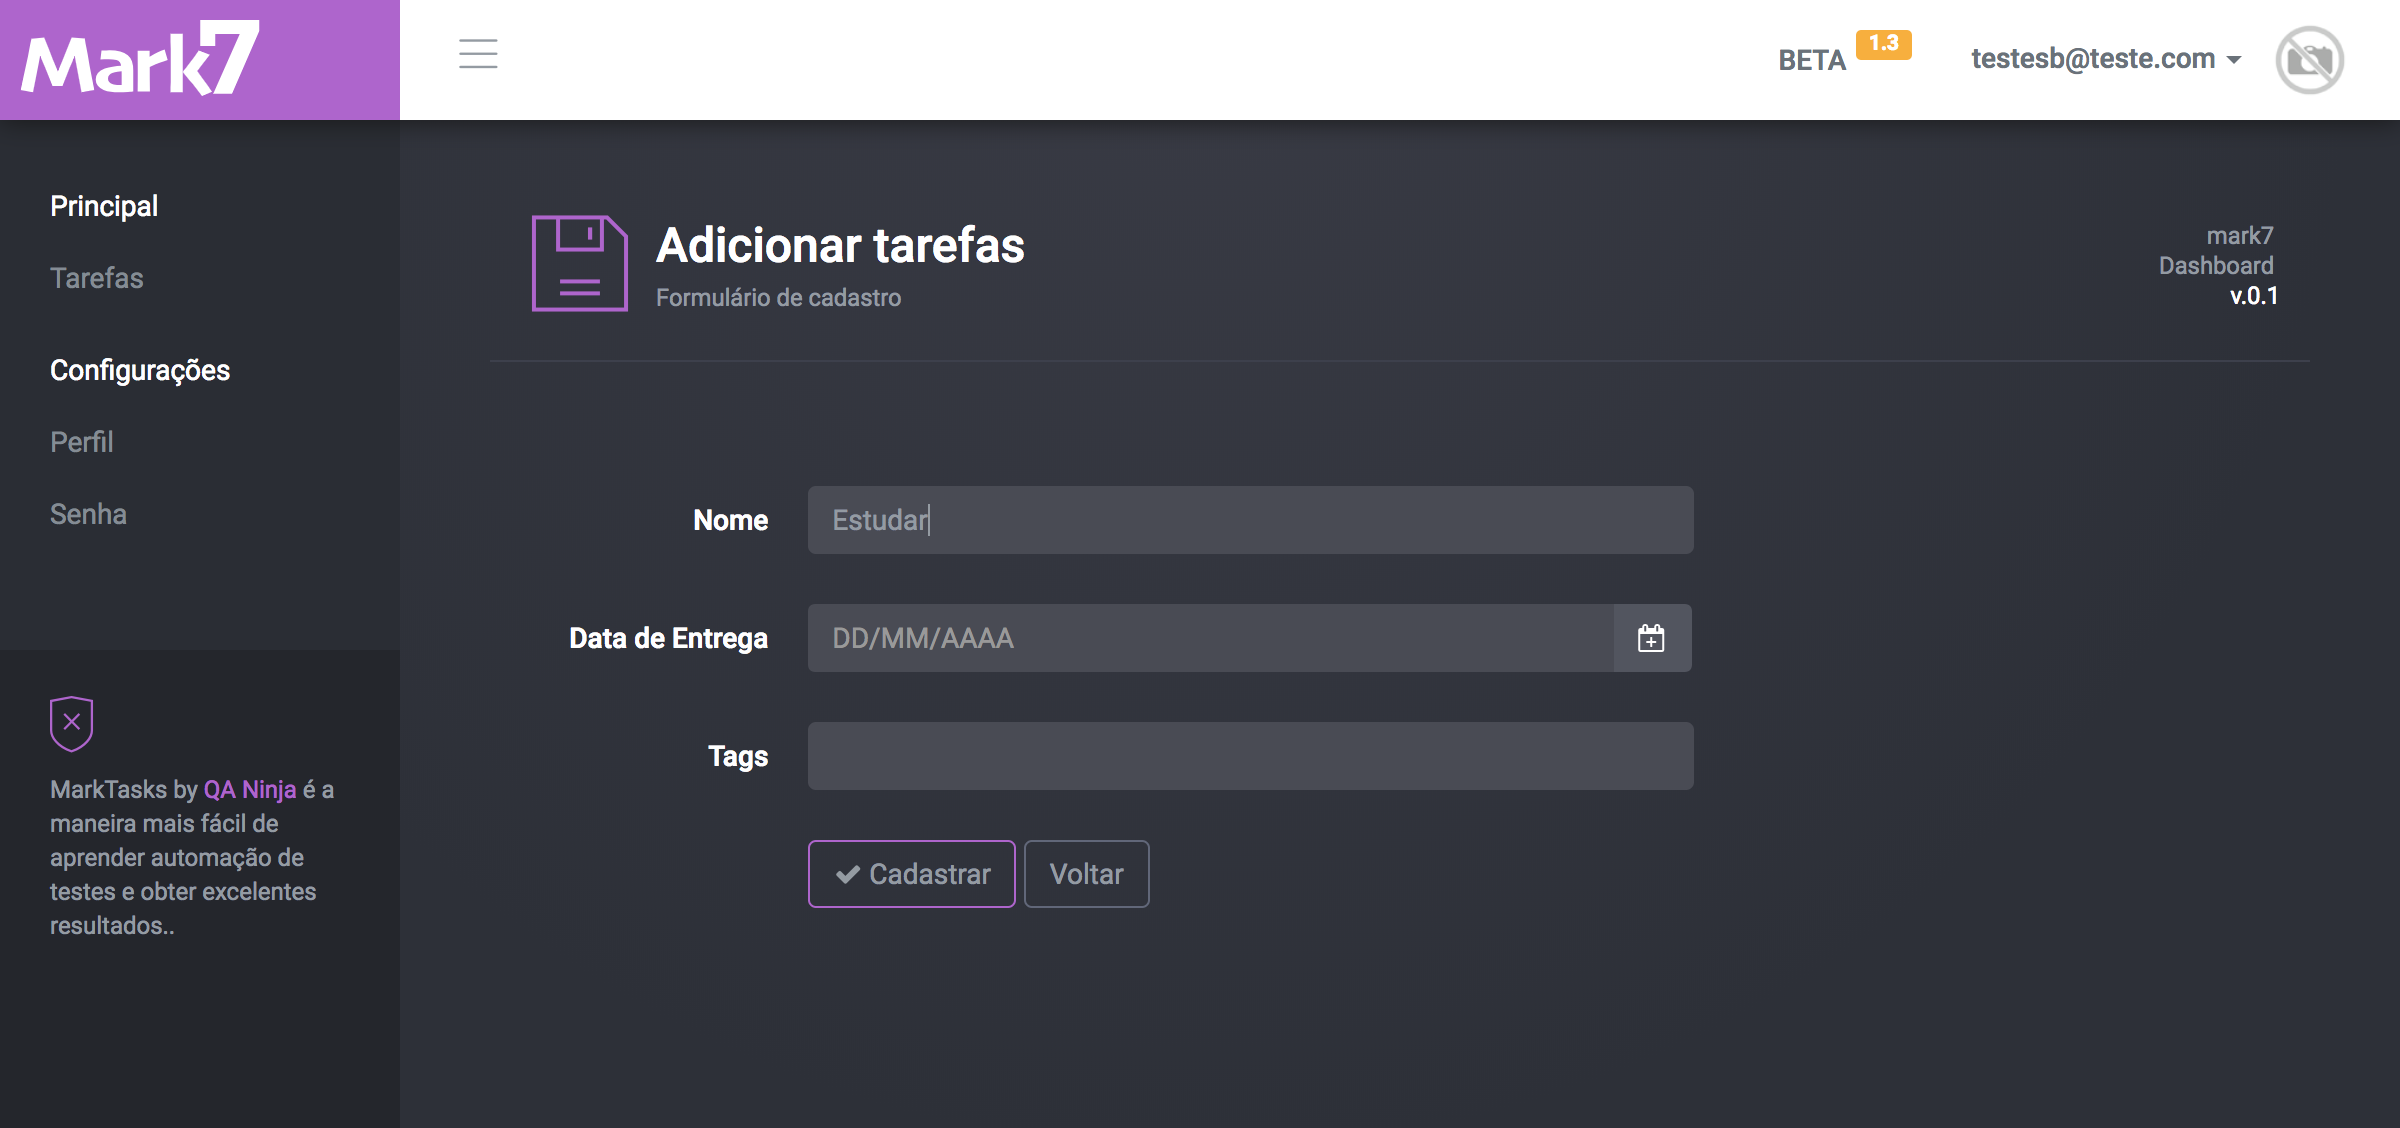 Mark7
BETA 1.3
testesb@teste.com
Principal
Tarefas
Configurações
Perfil
Senha
MarkTasks by QA Ninja é a
maneira mais fácil de
aprender automação de
testes e obter excelentes
resultados..
Adicionar tarefas
Formulário de cadastro
mark7
Dashboard
v.0.1
Nome
Estudar
Data de Entrega
DD/MM/AAAA
Tags
Cadastrar
Voltar